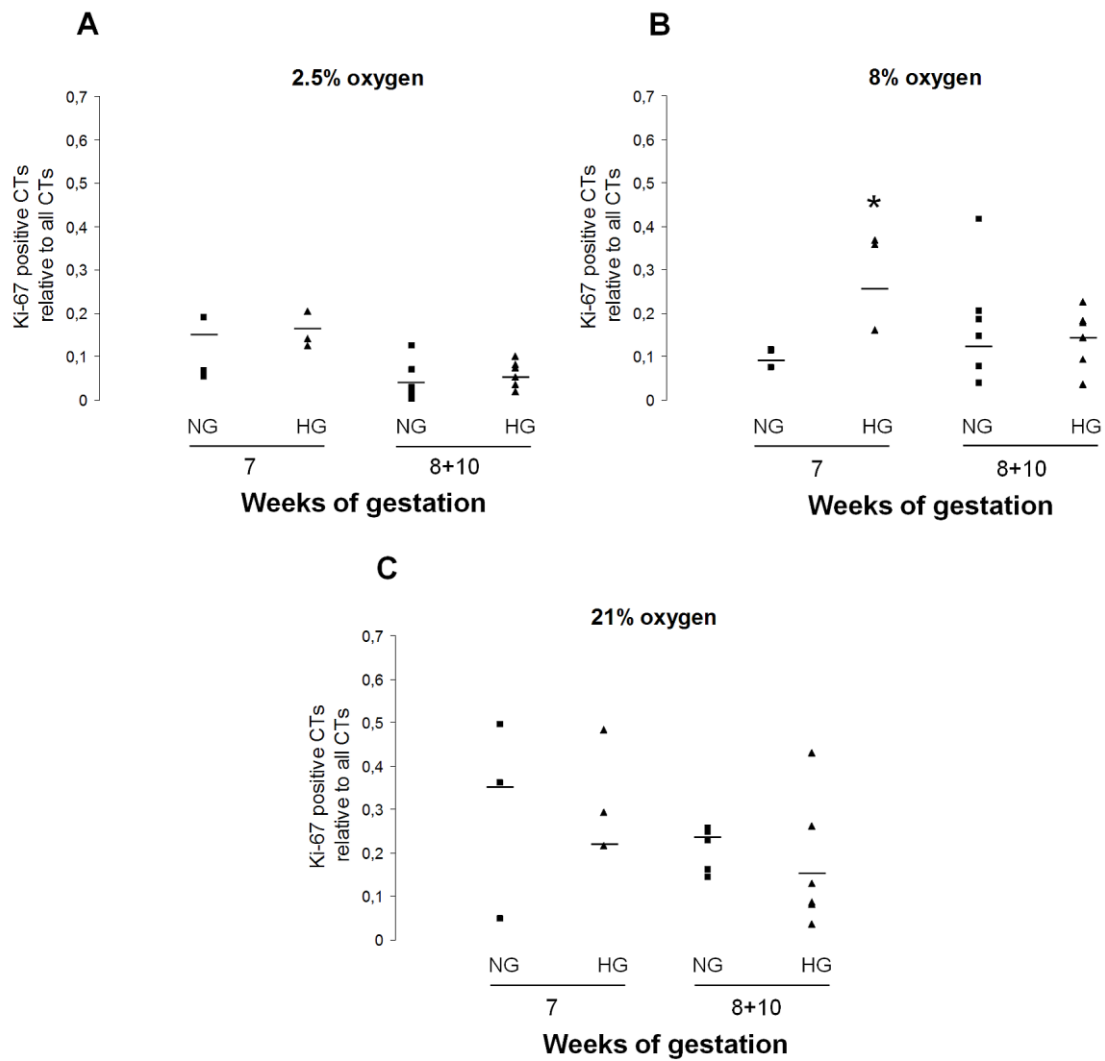 A
2.5% oxygen
Ki-67 positive CTs
relative to all CTs
0,7
0,6
0,5
0,4
0,3
0,2
0,1
0
NG HG NG HG
7 8+10
Weeks of gestation
B
8% oxygen
Ki-67 positive CTs
relative to all CTs
0,7
0,6
0,5
0,4
0,3
0,2
0,1
0
*
NG HG NG HG
7 8+10
Weeks of gestation
C
21% oxygen
Ki-67 positive CTs
relative to all CTs
0,7
0,6
0,5
0,4
0,3
0,2
0,1
0
NG HG NG HG
7 8+10
Weeks of gestation